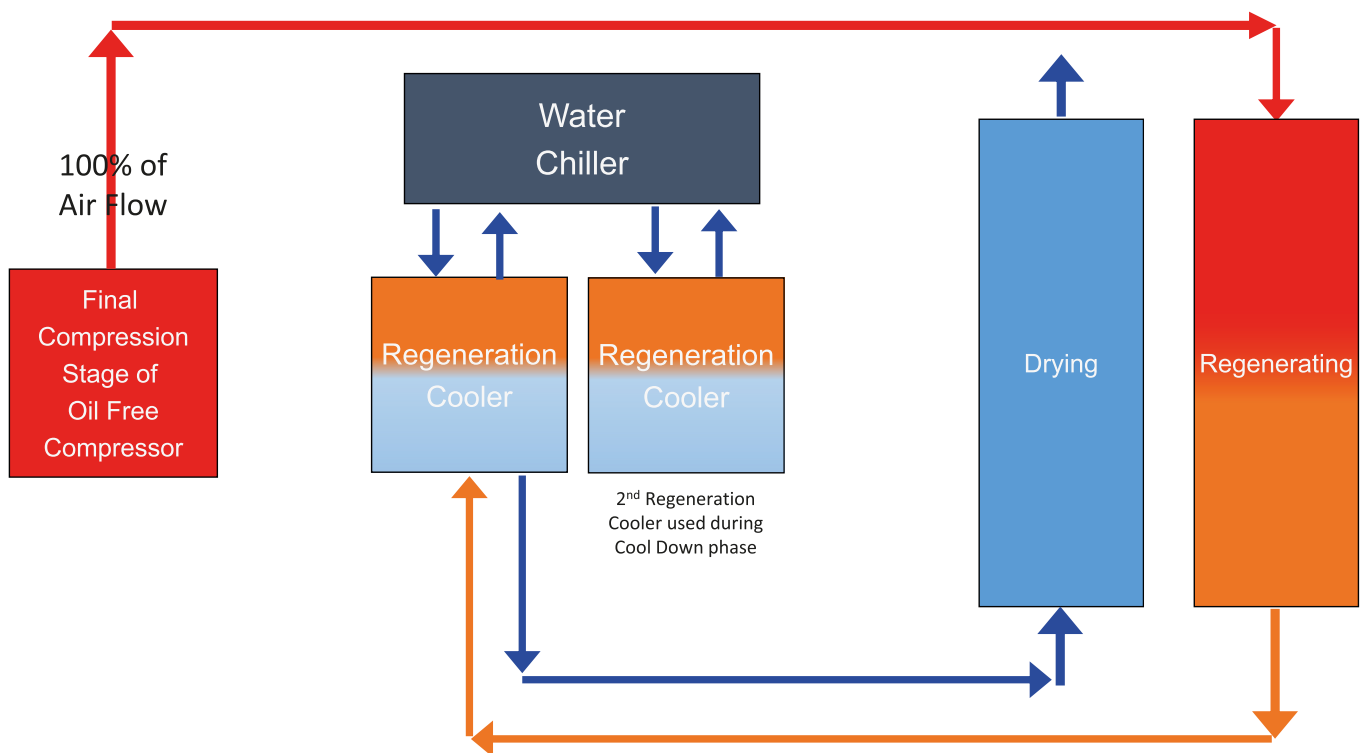 100% of
Air Flow
Final
Compression
Stage of
Oil Free
Compressor
Water
Chiller
Regeneration
Cooler
Regeneration
Cooler
2nd Regeneration
Cooler used during
Cool Down phase
Drying
Regenerating